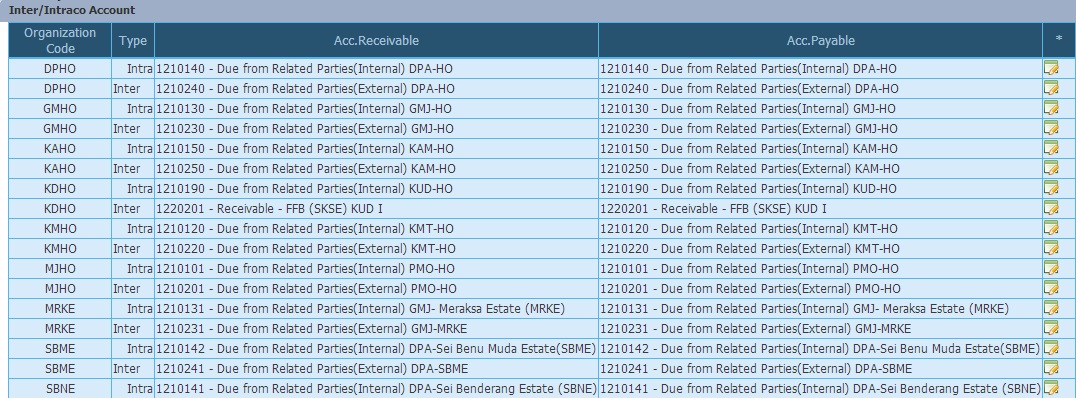 Inter/Intraco Account
Organization Code Type Acc.Receivable Acc.Payable *
DPHO Intra 1210140 - Due from Related Parties(Internal) DPA-HO 1210140 - Due from Related Parties(Internal) DPA-HO
DPHO Inter 1210240 - Due from Related Parties(External) DPA-HO 1210240 - Due from Related Parties(External) DPA-HO
GMHO Intra 1210130 - Due from Related Parties(Internal) GMJ-HO 1210130 - Due from Related Parties(Internal) GMJ-HO
GMHO Inter 1210230 - Due from Related Parties(External) GMJ-HO 1210230 - Due from Related Parties(External) GMJ-HO
KAHO Intra 1210150 - Due from Related Parties(Internal) KAM-HO 1210150 - Due from Related Parties(Internal) KAM-HO
KAHO Inter 1210250 - Due from Related Parties(External) KAM-HO 1210250 - Due from Related Parties(External) KAM-HO
KDHO Intra 1210190 - Due from Related Parties(Internal) KUD-HO 1210190 - Due from Related Parties(Internal) KUD-HO
KDHO Inter 1220201 - Receivable - FFB (SKSE) KUD I 1220201 - Receivable - FFB (SKSE) KUD I
KMHO Intra 1210120 - Due from Related Parties(Internal) KMT-HO 1210120 - Due from Related Parties(Internal) KMT-HO
KMHO Inter 1210220 - Due from Related Parties(External) KMT-HO 1210220 - Due from Related Parties(External) KMT-HO
MJHO Intra 1210101 - Due from Related Parties(Internal) PMO-HO 1210101 - Due from Related Parties(Internal) PMO-HO
MJHO Inter 1210201 - Due from Related Parties(External) PMO-HO 1210201 - Due from Related Parties(External) PMO-HO
MRKE Intra 1210131 - Due from Related Parties(Internal) GMJ- Meraksa Estate (MRKE) 1210131 - Due from Related Parties(Internal) GMJ- Meraksa Estate (MRKE)
MRKE Inter 1210231 - Due from Related Parties(External) GMJ-MRKE 1210231 - Due from Related Parties(External) GMJ-MRKE
SBME Intra 1210142 - Due from Related Parties(Internal) DPA-Sei Benu Muda Estate(SBME) 1210142 - Due from Related Parties(Internal) DPA-Sei Benu Muda Estate(SBME)
SBME Inter 1210241 - Due from Related Parties(External) DPA-SBME 1210241 - Due from Related Parties(External) DPA-SBME
SBNE Intra 1210141 - Due from Related Parties(Internal) DPA-Sei Benderang Estate (SBNE) 1210141 - Due from Related Parties(Internal) DPA-Sei Benderang Estate (SBNE)